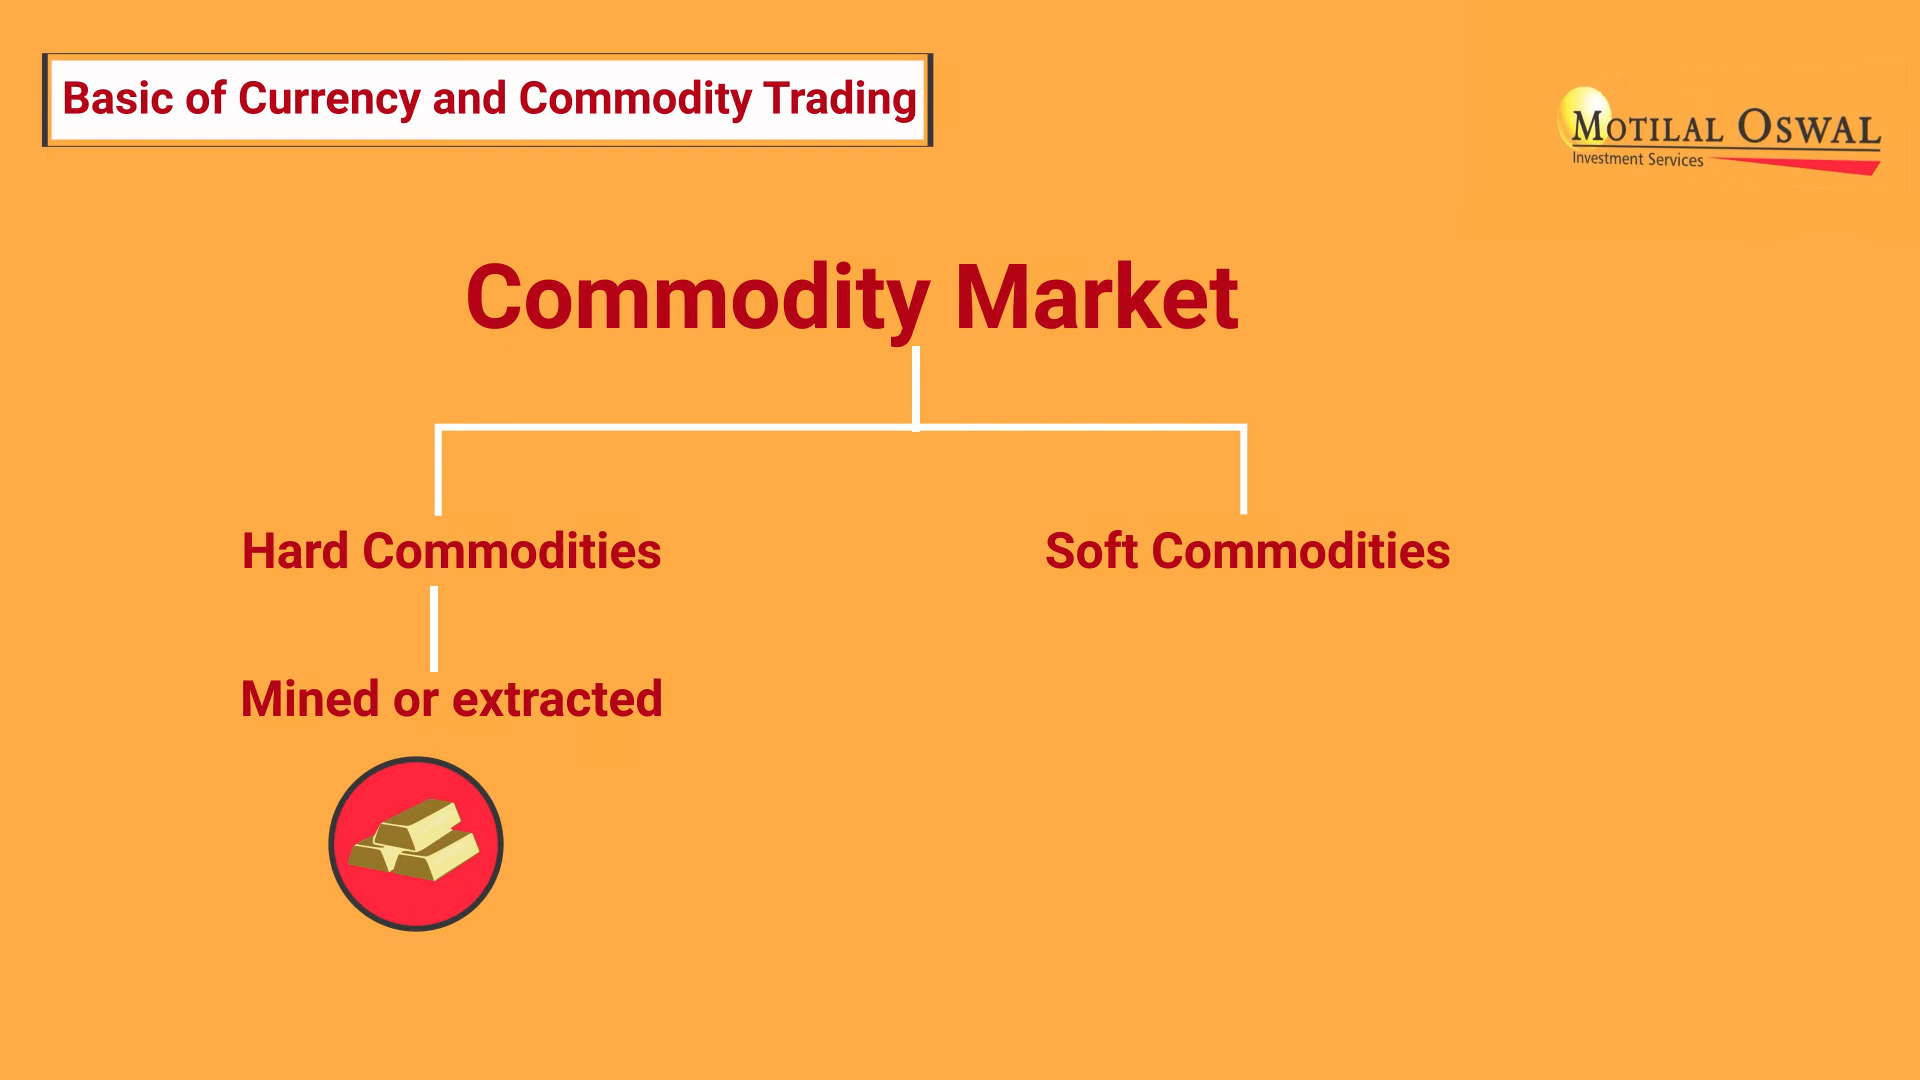 Basic of Currency and Commodity Trading
MOTILAL OSWAL
Investment Services
Commodity Market
Hard Commodities
Soft Commodities
Mined or extracted